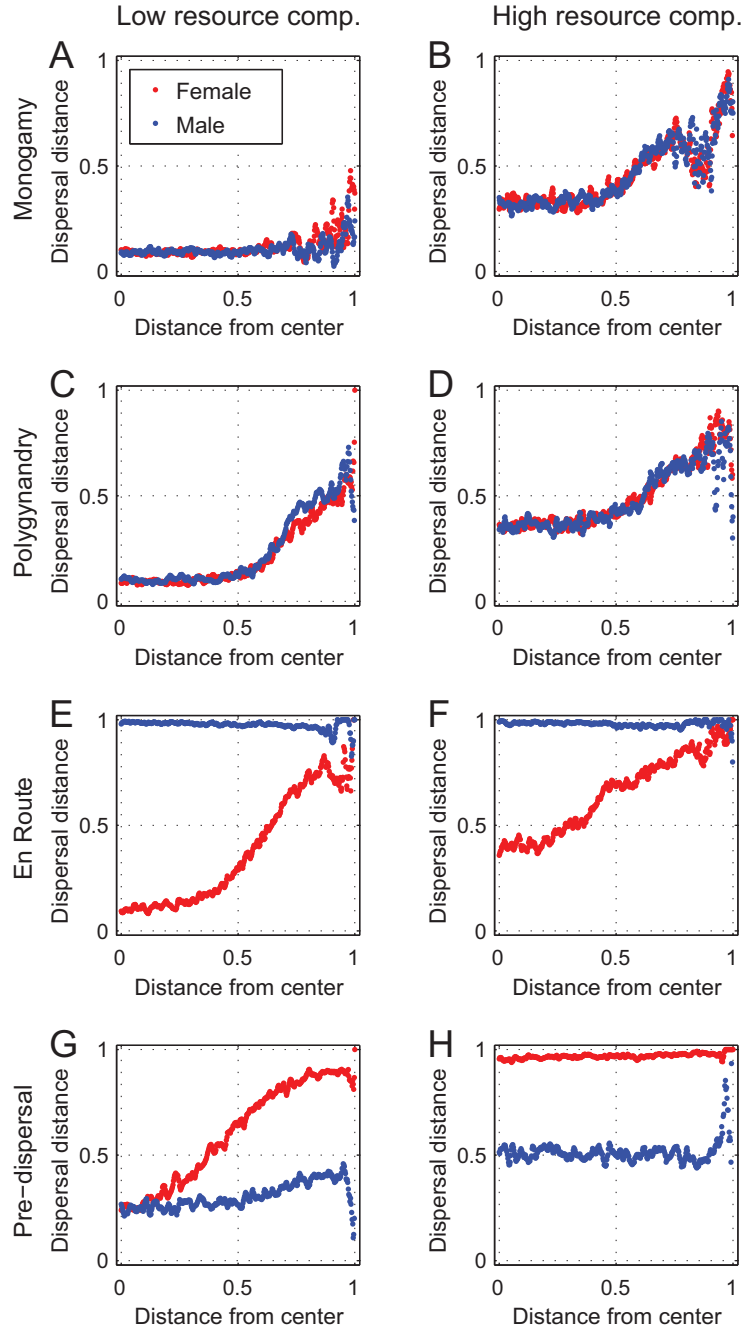 Low resource comp.
High resource comp.
A
B
Female
Male
Monogamy
Dispersal distance
1
0.5
0
0
0.5
1
Distance from center
Dispersal distance
1
0.5
0
0
0.5
1
Distance from center
C
D
Polygynandry
Dispersal distance
1
0.5
0
0
0.5
1
Distance from center
Dispersal distance
1
0.5
0
0
0.5
1
Distance from center
E
F
En Route
Dispersal distance
1
0.5
0
0
0.5
1
Distance from center
Dispersal distance
1
0.5
0
0
0.5
1
Distance from center
G
H
Pre−dispersal
Dispersal distance
1
0.5
0
0
0.5
1
Distance from center
Dispersal distance
1
0.5
0
0
0.5
1
Distance from center